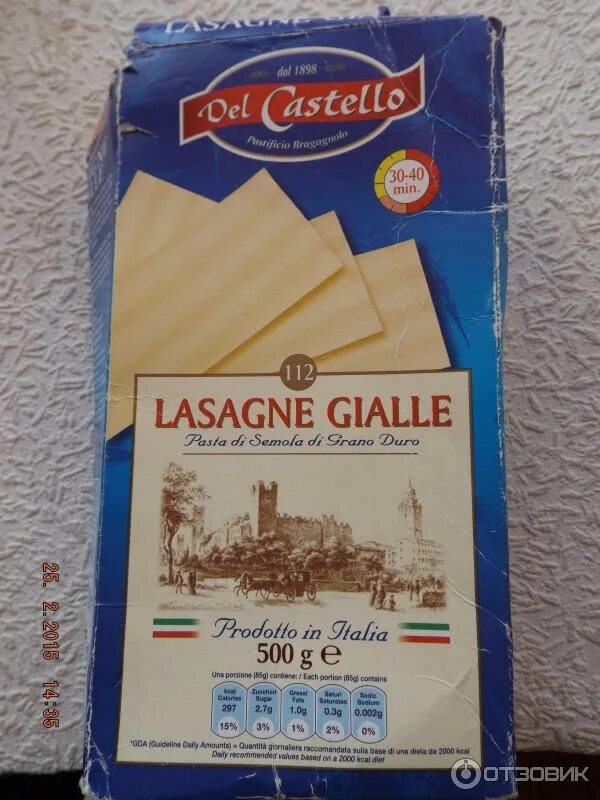 LASAGNE GIALLE
dal 1898
Del Castello
Pastificio Bragagnolo
30-40
min.
112
LASAGNE GIALLE
Pasta di Semola di Grano Duro
Prodotto in Italia
500 g e
Una porzione (85g) contiene: / Each portion (85g) contains
kcal Zuccheri Grassi Saturi Sodio
Calories Sugar Fats Saturates Sodium
297 2.7g 1.0g 0.3g 0.002g
15% 3% 1% 2% 0%
*GDA (Guideline Daily Amounts) = Quantità giornaliera raccomandata sulla base di una dieta da 2000 kcal
Daily recommended values based on a 2000 kcal diet
25. 2.2015 14:35
ОТЗОВИК